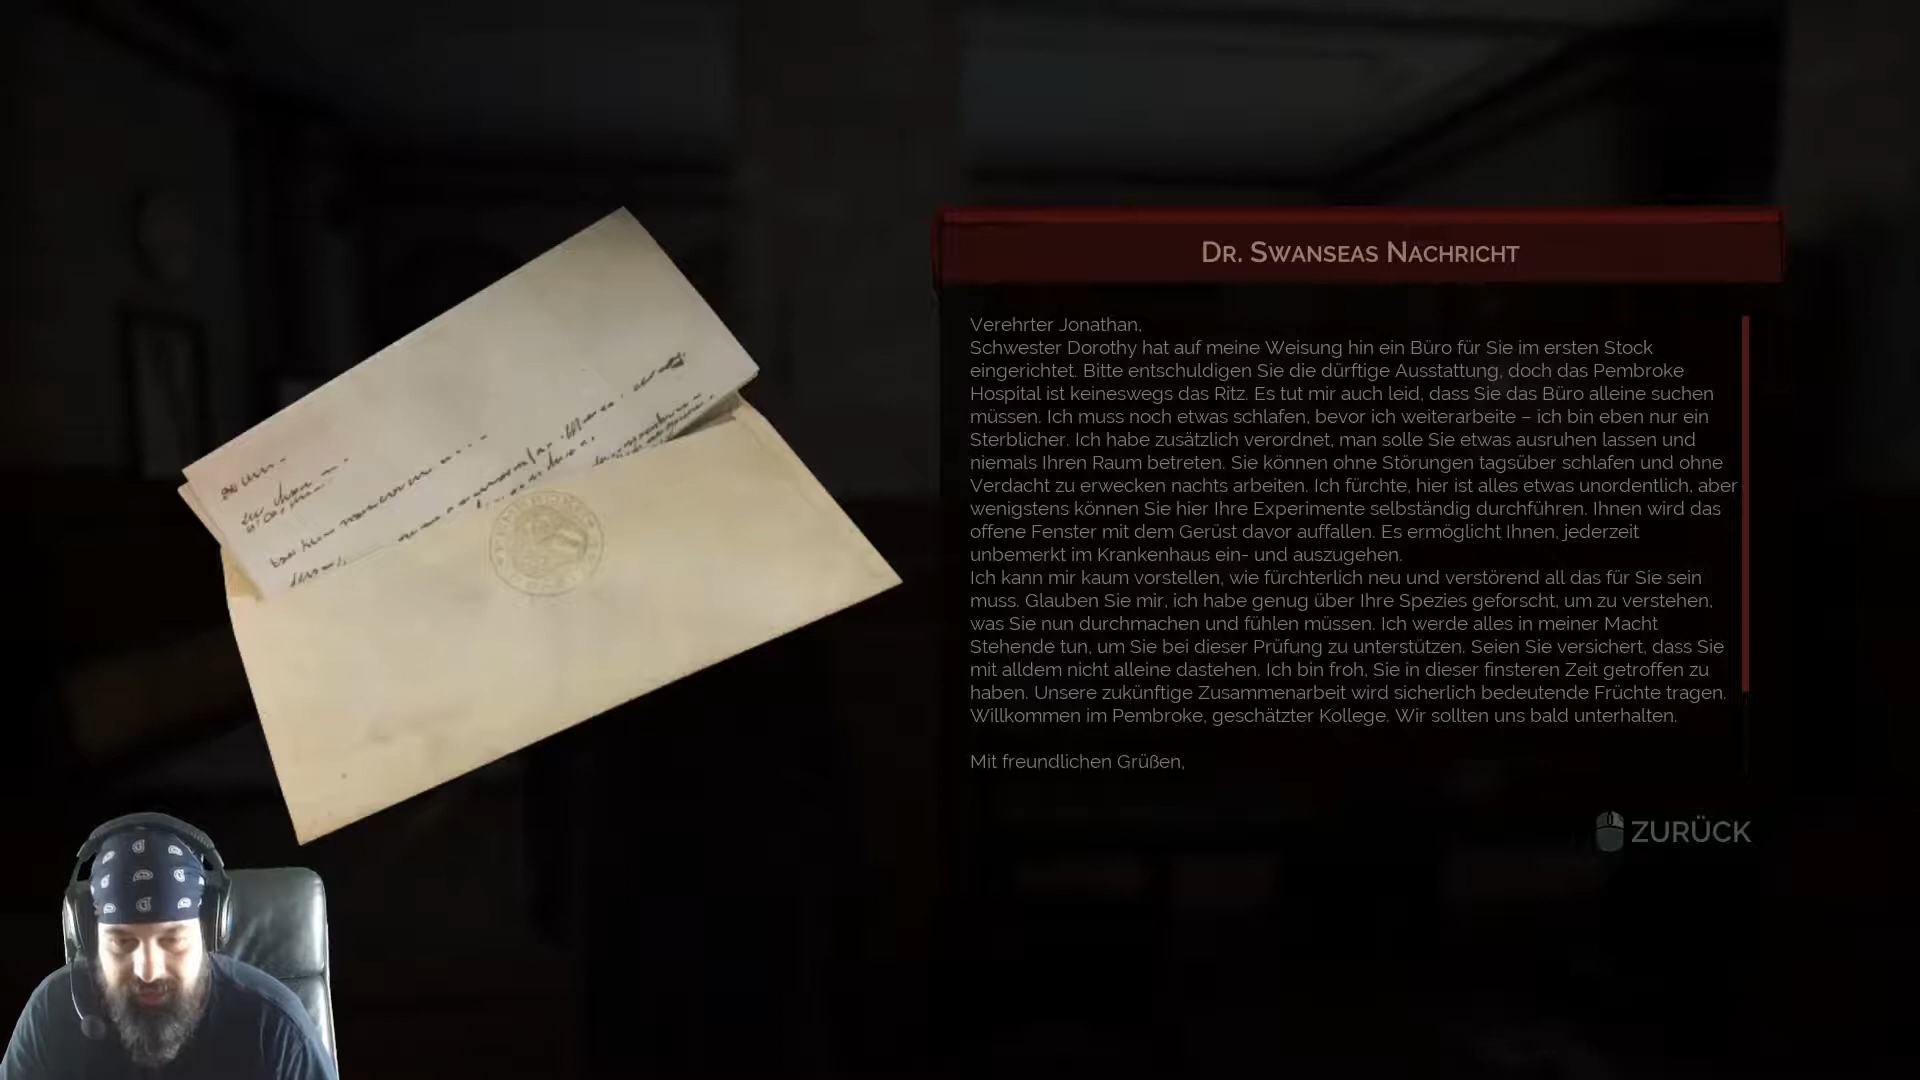 Dr. Swanseas Nachricht
Verehrter Jonathan,
Schwester Dorothy hat auf meine Weisung hin ein Büro für Sie im ersten Stock
eingerichtet. Bitte entschuldigen Sie die dürftige Ausstattung, doch das Pembroke
Hospital ist keineswegs das Ritz. Es tut mir auch leid, dass Sie das Büro alleine suchen
müssen. Ich muss noch etwas schlafen, bevor ich weiterarbeite – ich bin eben nur ein
Sterblicher. Ich habe zusätzlich verordnet, man solle Sie etwas ausruhen lassen und
niemals Ihren Raum betreten. Sie können ohne Störungen tagsüber schlafen und ohne
Verdacht zu erwecken nachts arbeiten. Ich fürchte, hier ist alles etwas unordentlich, aber
wenigstens können Sie hier Ihre Experimente selbständig durchführen. Ihnen wird das
offene Fenster mit dem Gerüst davor auffallen. Es ermöglicht Ihnen, jederzeit
unbemerkt im Krankenhaus ein- und auszugehen.
Ich kann mir kaum vorstellen, wie fürchterlich neu und verstörend all das für Sie sein
muss. Glauben Sie mir, ich habe genug über Ihre Spezies geforscht, um zu verstehen,
was Sie nun durchmachen und fühlen müssen. Ich werde alles in meiner Macht
Stehende tun, um Sie bei dieser Prüfung zu unterstützen. Seien Sie versichert, dass Sie
mit alldem nicht alleine dastehen. Ich bin froh, Sie in dieser finsteren Zeit getroffen zu
haben. Unsere zukünftige Zusammenarbeit wird sicherlich bedeutende Früchte tragen.
Willkommen im Pembroke, geschätzter Kollege. Wir sollten uns bald unterhalten.
Mit freundlichen Grüßen,
ZURÜCK